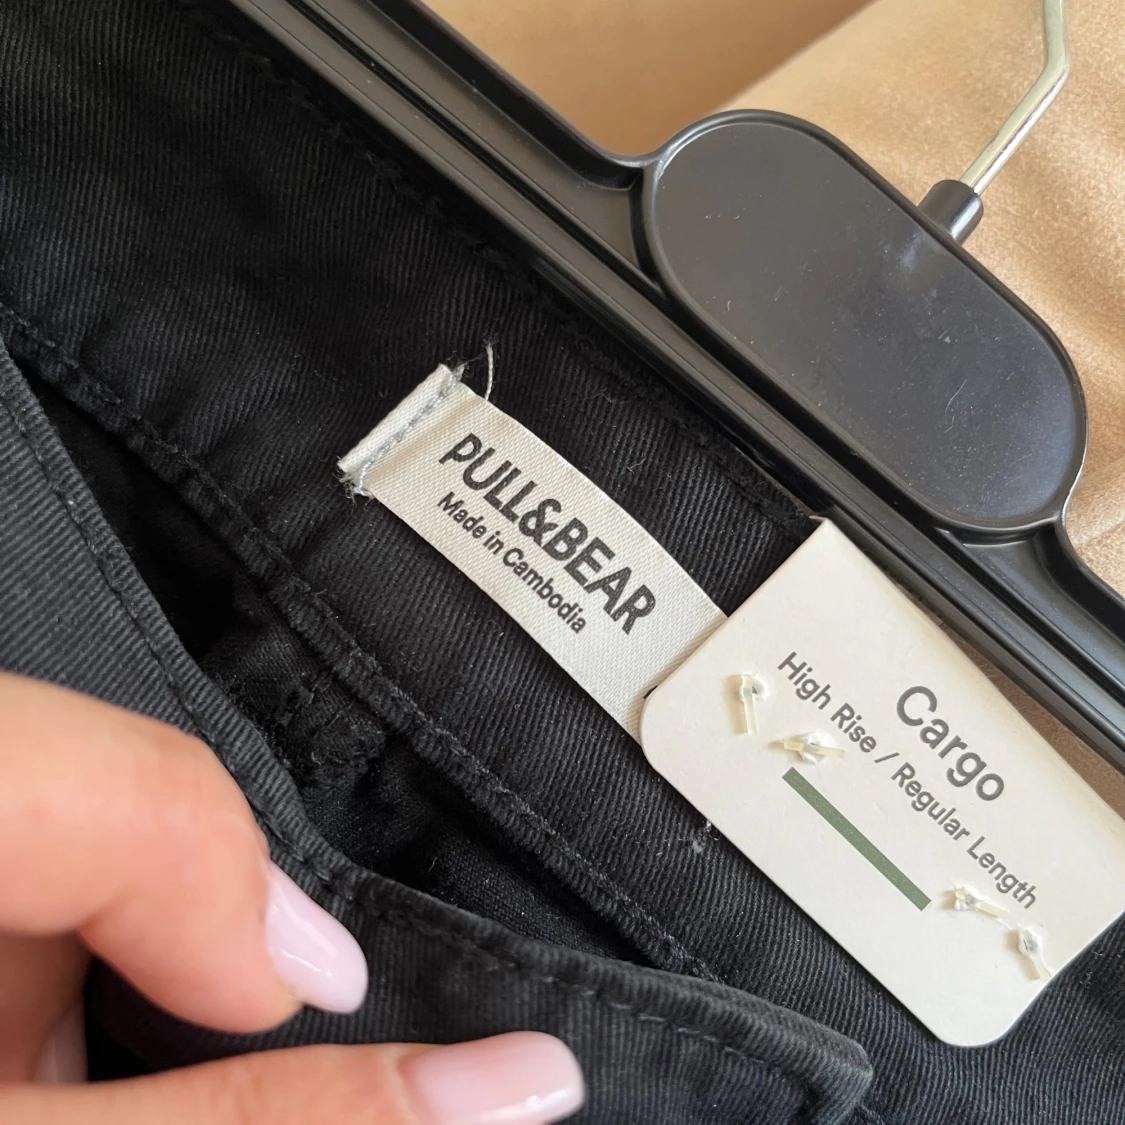 PULL&BEAR
Made in Cambodia
Cargo
High Rise / Regular Length